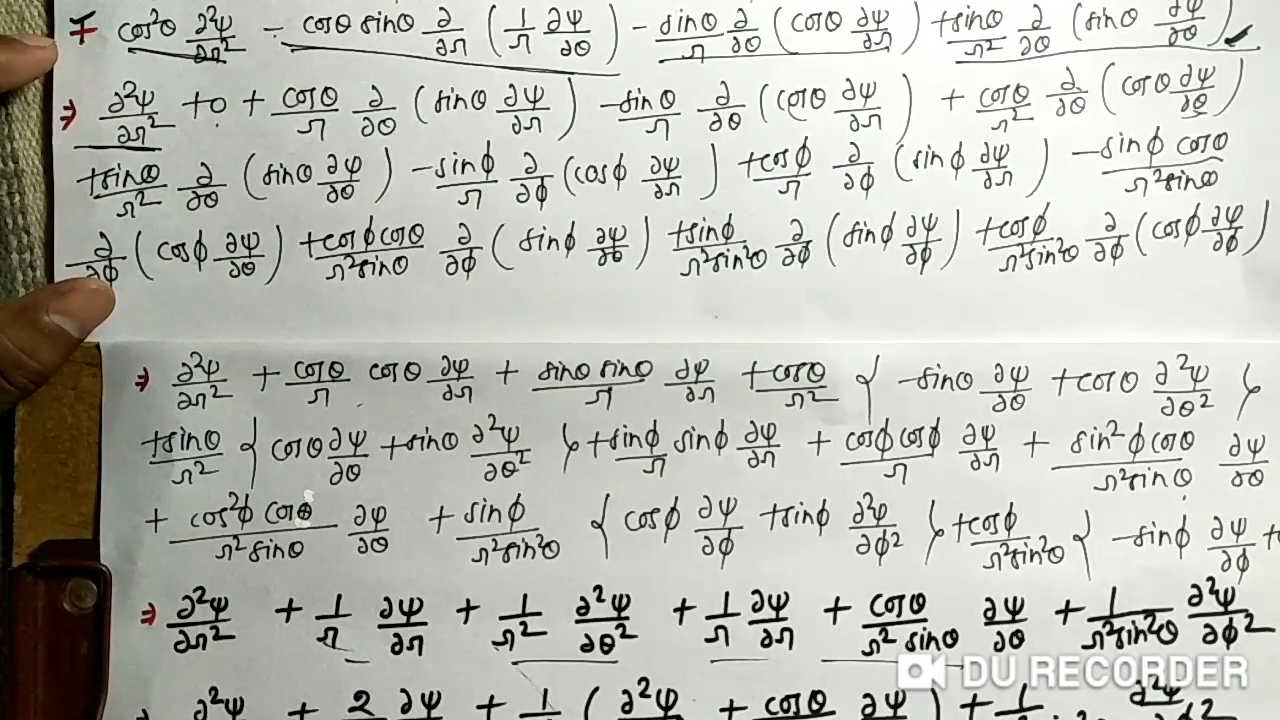 + cos²θ ∂²ψ/∂r² - cosθ sinθ ∂/∂r (1/r ∂ψ/∂θ) - sinθ/r ∂/∂θ (cosθ ∂ψ/∂r) + sinθ/r² ∂/∂θ (sinθ ∂ψ/∂θ)
⇒ ∂²ψ/∂r² + 0 + cosθ/r ∂/∂θ (sinθ ∂ψ/∂r) - sinθ/r ∂/∂θ (cosθ ∂ψ/∂r) + cosθ/r² ∂/∂θ (cosθ ∂ψ/∂θ)
+ sinθ/r² ∂/∂θ (sinθ ∂ψ/∂θ) - sinϕ/r ∂/∂ϕ (cosϕ ∂ψ/∂r) + cosϕ/r ∂/∂ϕ (sinϕ ∂ψ/∂r) - sinϕ cosθ/r² sinθ
∂/∂ϕ (cosϕ ∂ψ/∂θ) + cosϕ cosθ/r² sinθ ∂/∂ϕ (sinϕ ∂ψ/∂θ) + sinϕ/r² sin²θ ∂/∂ϕ (sinϕ ∂ψ/∂ϕ) + cosϕ/r² sin²θ ∂/∂ϕ (cosϕ ∂ψ/∂ϕ)
⇒ ∂²ψ/∂r² + cosθ/r cosθ ∂ψ/∂r + sinθ sinθ/r ∂ψ/∂r + cosθ/r² { -sinθ ∂ψ/∂θ + cosθ ∂²ψ/∂θ² }
+ sinθ/r² { cosθ ∂ψ/∂θ + sinθ ∂²ψ/∂θ² } + sinϕ/r sinϕ ∂ψ/∂r + cosϕ cosϕ/r ∂ψ/∂r + sin²ϕ cosθ/r² sinθ ∂ψ/∂θ
+ cos²ϕ cosθ/r² sinθ ∂ψ/∂θ + sinϕ/r² sin²θ { cosϕ ∂ψ/∂ϕ + sinϕ ∂²ψ/∂ϕ² } + cosϕ/r² sin²θ { -sinϕ ∂ψ/∂ϕ +
⇒ ∂²ψ/∂r² + 1/r ∂ψ/∂r + 1/r² ∂²ψ/∂θ² + 1/r ∂ψ/∂r + cosθ/r² sinθ ∂ψ/∂θ + 1/r² sin²θ ∂²ψ/∂ϕ²
DU RECORDER